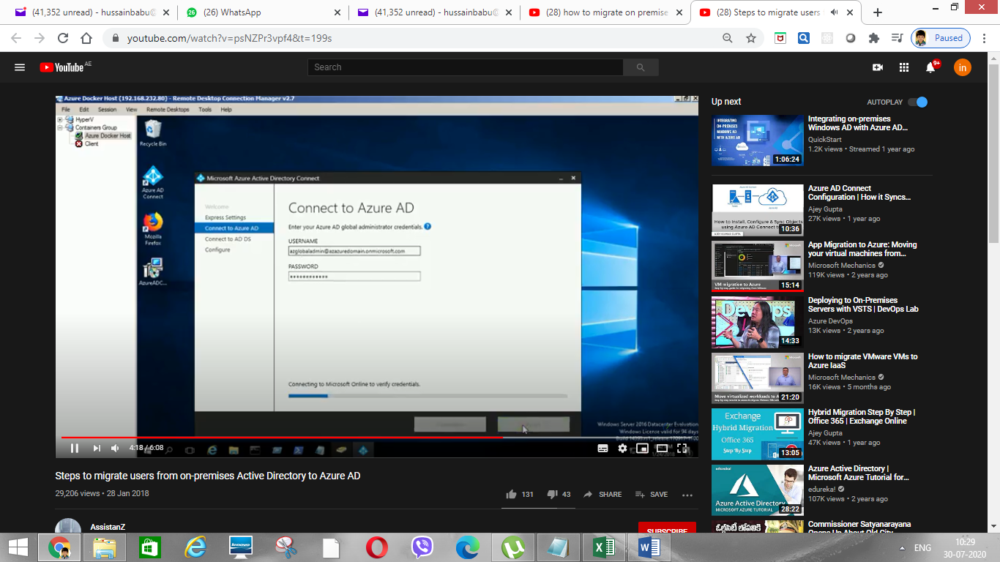 (41,352 unread) - hussainbabu@
(26) WhatsApp
(41,352 unread) - hussainbabu@
(28) how to migrate on premise
(28) Steps to migrate users
youtube.com/watch?v=psNZPr3vpf4&t=199s
Paused
YouTube AE
Search
9+
in
Azure Docker Host (192.168.232.80) - Remote Desktop Connection Manager v2.7
File Edit Session View Remote Desktops Tools Help
HyperV
Containers Group
Azure Docker Host
Client
Recycle Bin
Azure AD Connect
Mozilla Firefox
AzureADC...
Microsoft Azure Active Directory Connect
Welcome
Express Settings
Connect to Azure AD
Connect to AD DS
Configure
Connect to Azure AD
Enter your Azure AD global administrator credentials. ?
USERNAME
azglobaladmin@azazuredomain.onmicrosoft.com
PASSWORD
Connecting to Microsoft Online to verify credentials.
Windows Server 2016 Datacenter Evaluation
Windows License valid for 94 days
4:18 / 6:08
1/24/2018
Steps to migrate users from on-premises Active Directory to Azure AD
29,206 views • 28 Jan 2018
131
43
SHARE
SAVE
AssistanZ
SUBSCRIBE
Up next
AUTOPLAY
INTEGRATING
ON-PREMISES
WINDOWS AD
WITH AZURE AD
1:06:24
Integrating on-premises
Windows AD with Azure AD...
QuickStart
1.2K views • Streamed 1 year ago
How to Install, Configure & Sync Objects
using Azure AD Connect
10:36
Azure AD Connect
Configuration | How it Syncs...
Ajey Gupta
27K views • 1 year ago
VM migration to Azure
15:14
App Migration to Azure: Moving
your virtual machines from...
Microsoft Mechanics
119K views • 2 years ago
DevOps
14:33
Deploying to On-Premises
Servers with VSTS | DevOps Lab
Azure DevOps
13K views • 2 years ago
Move virtualized workloads to A
21:20
How to migrate VMware VMs to
Azure IaaS
Microsoft Mechanics
16K views • 5 months ago
Exchange
Hybrid Migration
Office 365
Step By Step
13:05
Hybrid Migration Step By Step |
Office 365 | Exchange Online
Ajey Gupta
47K views • 1 year ago
edureka!
Azure Active Directory
MICROSOFT AZURE TUTORIAL
28:22
Azure Active Directory |
Microsoft Azure Tutorial for...
edureka!
107K views • 2 years ago
ఓల్డ్ సిటీ లోపలికి
Commissioner Satyanarayana
Opens Up About Old City
lenovo
ENG
10:29
30-07-2020